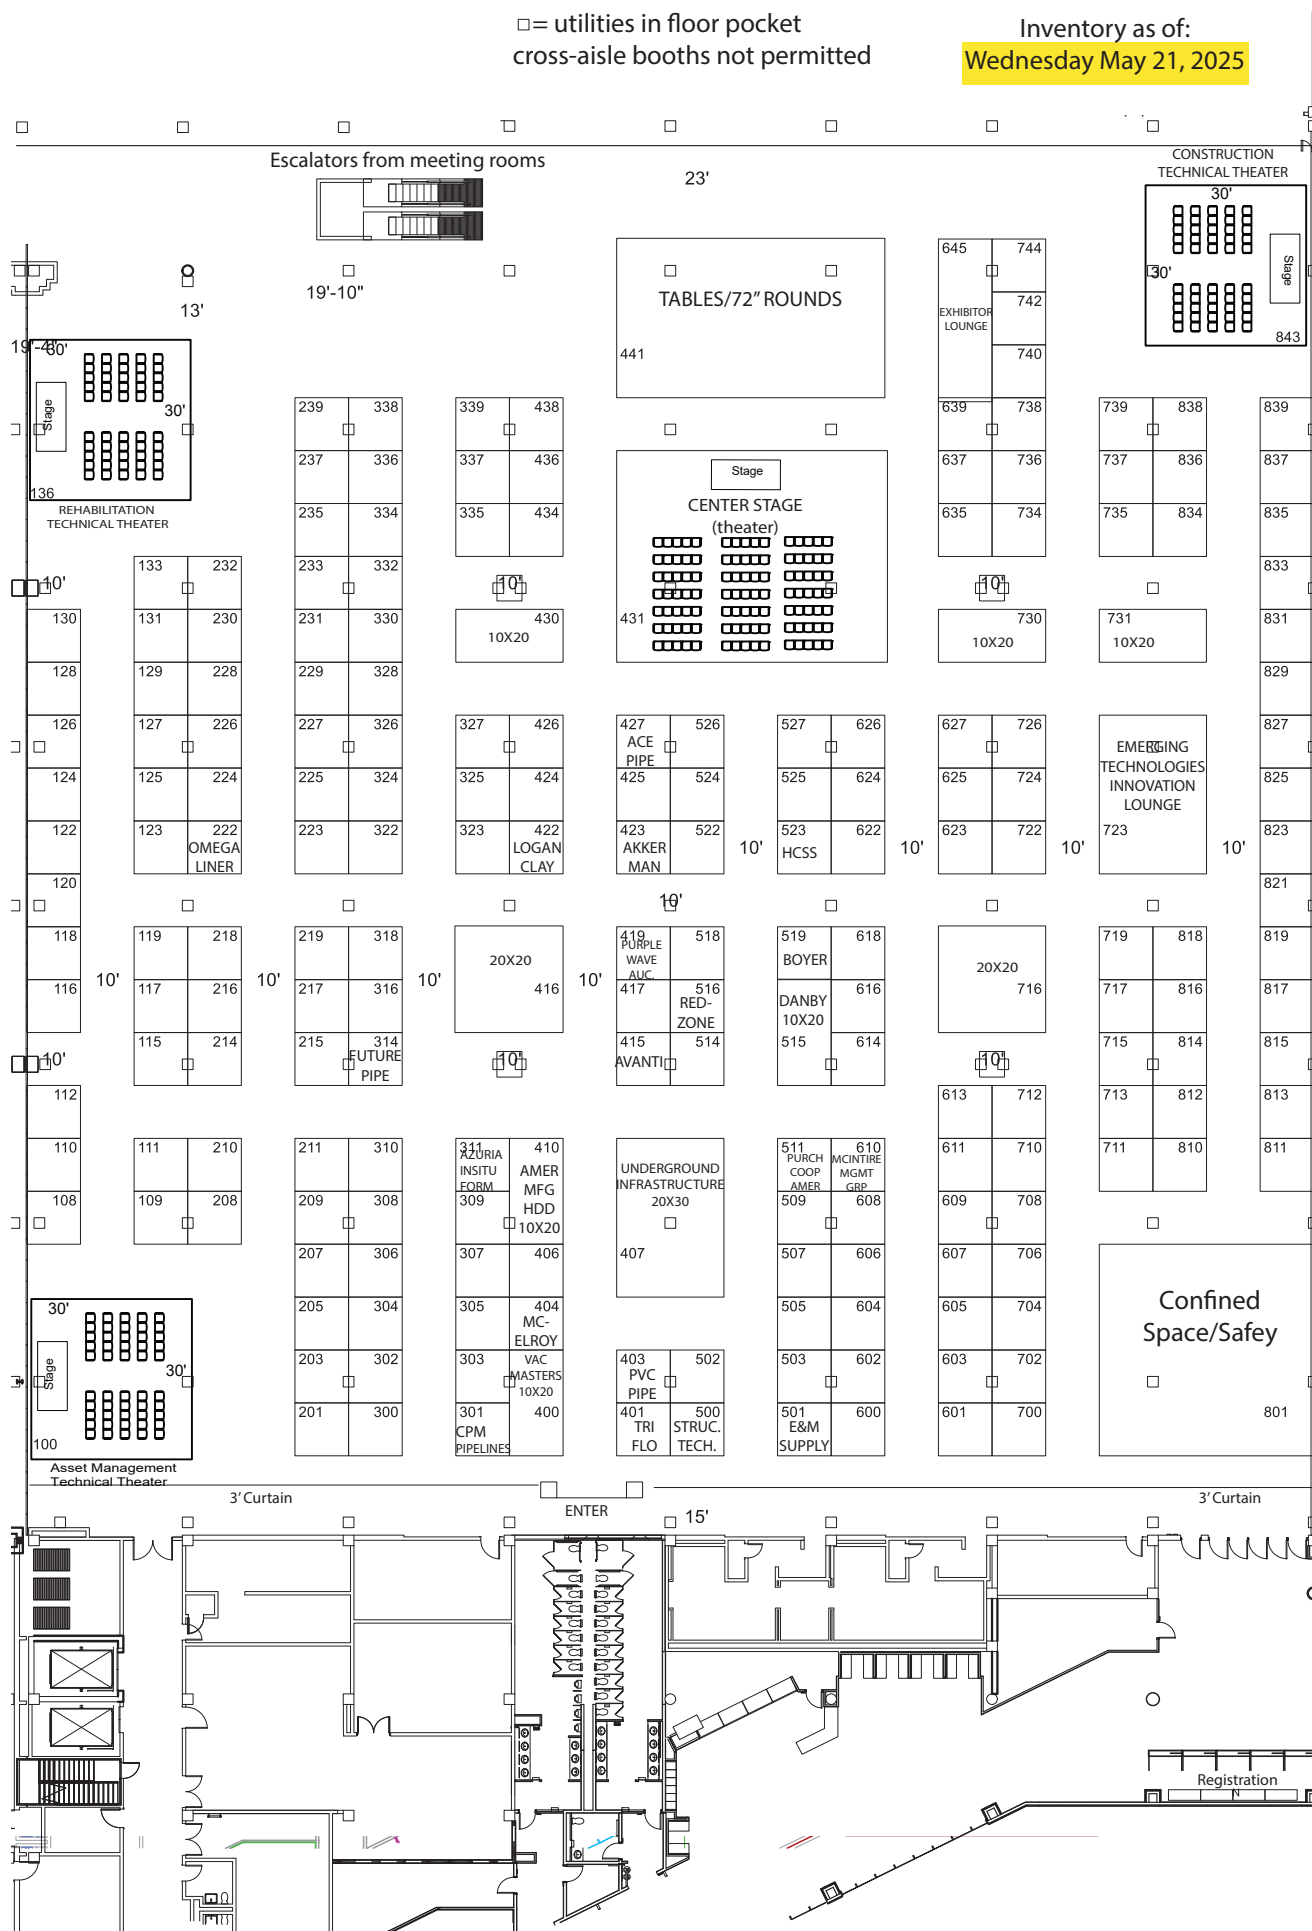 □= utilities in floor pocket
cross-aisle booths not permitted
Inventory as of:
Wednesday May 21, 2025
Escalators from meeting rooms
23'
CONSTRUCTION
TECHNICAL THEATER
30'
30'
Stage
843
19'-10"
13'
19'-4"
30'
30'
Stage
136
REHABILITATION
TECHNICAL THEATER
TABLES/72” ROUNDS
441
645 744
EXHIBITOR
LOUNGE
742
740
239 338 339 438 639 738 739 838 839
Stage
CENTER STAGE
(theater)
431
237 336 337 436 637 736 737 836 837
235 334 335 434 635 734 735 834 835
133 232 233 332 833
10' 10' 10'
130 131 230 231 330 430 730 731 831
10X20 10X20 10X20
128 129 228 229 328 829
126 127 226 227 326 327 426 427 526 527 626 627 726 827
ACE
PIPE
EMERGING
TECHNOLOGIES
INNOVATION
LOUNGE
723
124 125 224 225 324 325 424 425 524 525 624 625 724 825
122 123 222 223 322 323 422 423 522 523 622 623 722 823
OMEGA
LINER
LOGAN
CLAY
AKKER
MAN
HCSS
10' 10' 10' 10'
120 821
10'
118 119 218 219 318 419 518 519 618 719 818 819
PURPLE
WAVE
AUC.
BOYER
20X20
416
20X20
716
10' 10' 10' 10'
116 117 216 217 316 417 516 616 717 816 817
RED-
ZONE
DANBY
10X20
115 214 215 314 415 514 515 614 715 814 815
FUTURE
PIPE
AVANTI
10' 10' 10'
112 613 712 713 812 813
110 111 210 211 310 311 410 511 610 611 710 711 810 811
AZURIA
INSITU
FORM
AMER
MFG
HDD
10X20
UNDERGROUND
INFRASTRUCTURE
20X30
407
PURCH
COOP
AMER
MCINTIRE
MGMT
GRP
108 109 208 209 308 309 509 608 609 708
207 306 307 406 507 606 607 706
205 304 305 404 505 604 605 704
MC-
ELROY
Confined
Space/Safey
801
30'
30'
Stage
100
Asset Management
Technical Theater
203 302 303 403 502 503 602 603 702
VAC
MASTERS
10X20
PVC
PIPE
201 300 301 400 401 500 501 600 601 700
CPM
PIPELINES
TRI
FLO
STRUC.
TECH.
E&M
SUPPLY
3’ Curtain
ENTER
15'
3’ Curtain
Registration
N